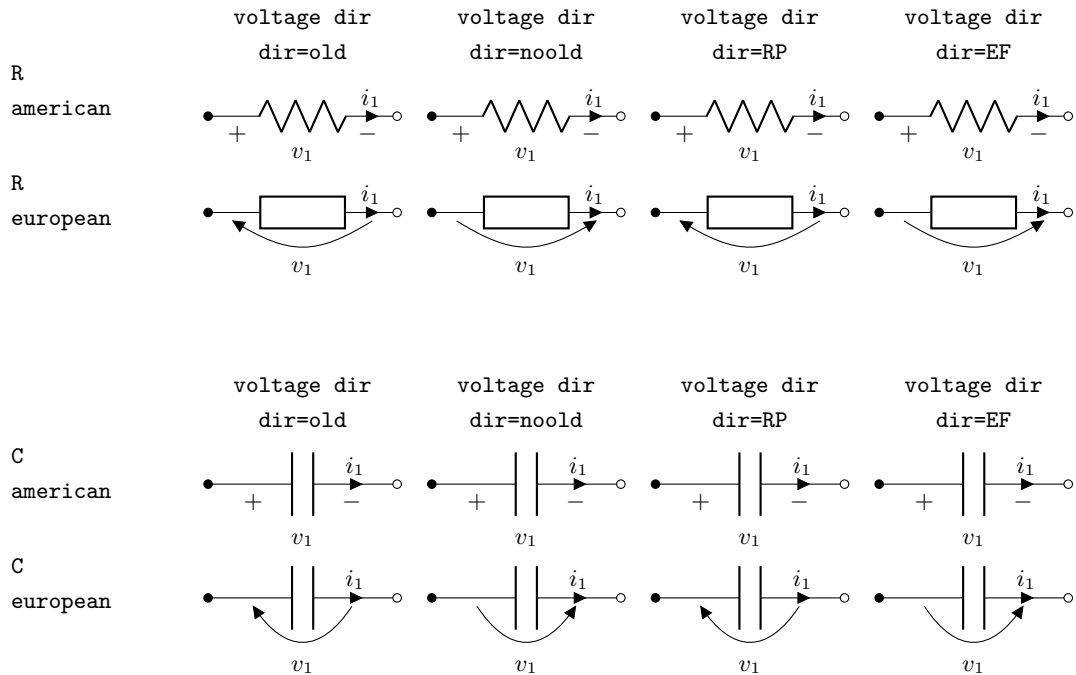 voltage dir voltage dir voltage dir voltage dir
dir=old dir=noold dir=RP dir=EF
R
american
i₁ i₁ i₁ i₁
+ − + − + − + −
v₁ v₁ v₁ v₁
R
european
i₁ i₁ i₁ i₁
v₁ v₁ v₁ v₁
voltage dir voltage dir voltage dir voltage dir
dir=old dir=noold dir=RP dir=EF
C
american
i₁ i₁ i₁ i₁
+ − + − + − + −
v₁ v₁ v₁ v₁
C
european
i₁ i₁ i₁ i₁
v₁ v₁ v₁ v₁